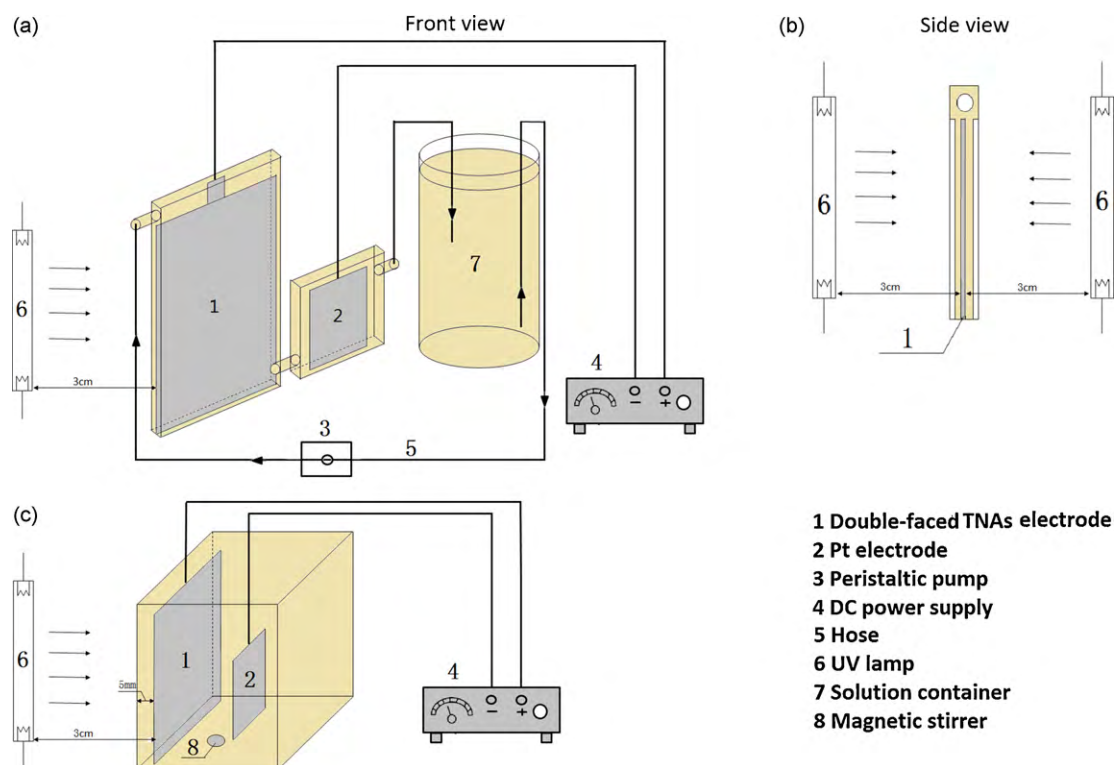 (a)
Front view
(b)
Side view
1
2
7
6
3cm
4
− +
3
5
6
6
3cm
3cm
1
(c)
6
1
2
5mm
3cm
8
4
− +
1 Double-faced TNAs electrode
2 Pt electrode
3 Peristaltic pump
4 DC power supply
5 Hose
6 UV lamp
7 Solution container
8 Magnetic stirrer